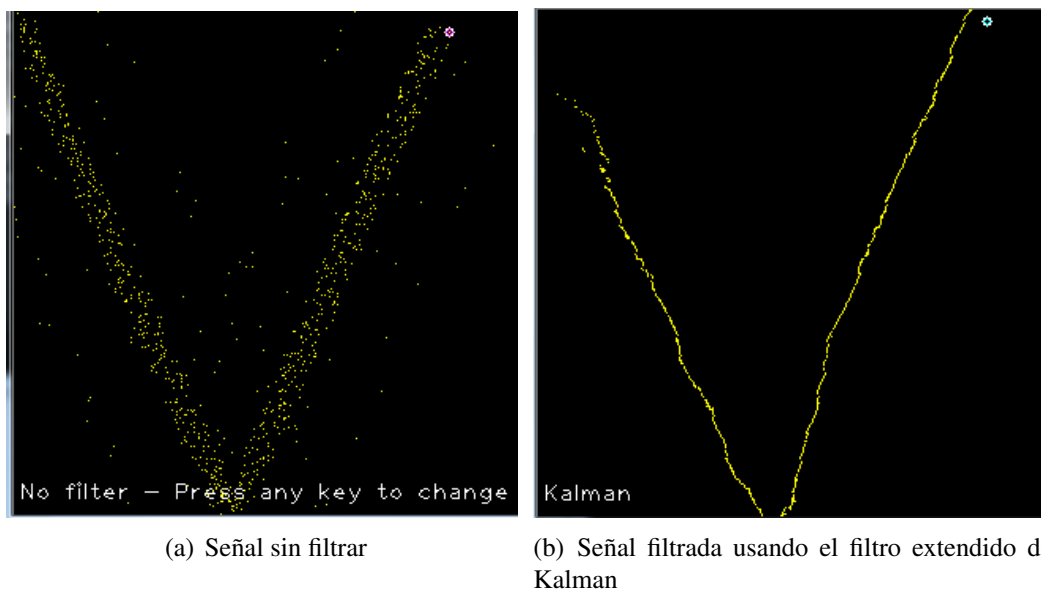 No filter – Press any key to change
Kalman
(a) Señal sin filtrar
(b) Señal filtrada usando el filtro extendido d
Kalman